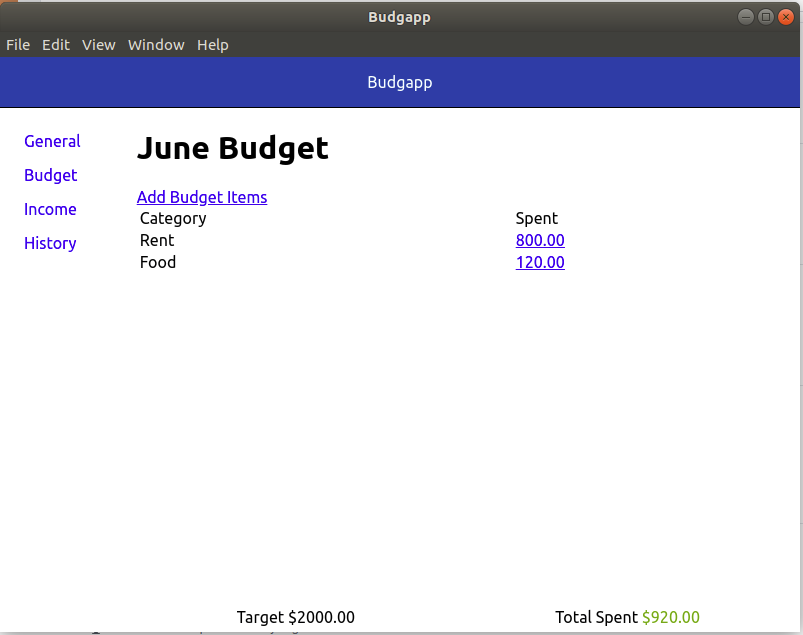 Budgapp
File Edit View Window Help
Budgapp
General
Budget
Income
History
June Budget
Add Budget Items
Category Spent
Rent 800.00
Food 120.00
Target $2000.00 Total Spent $920.00